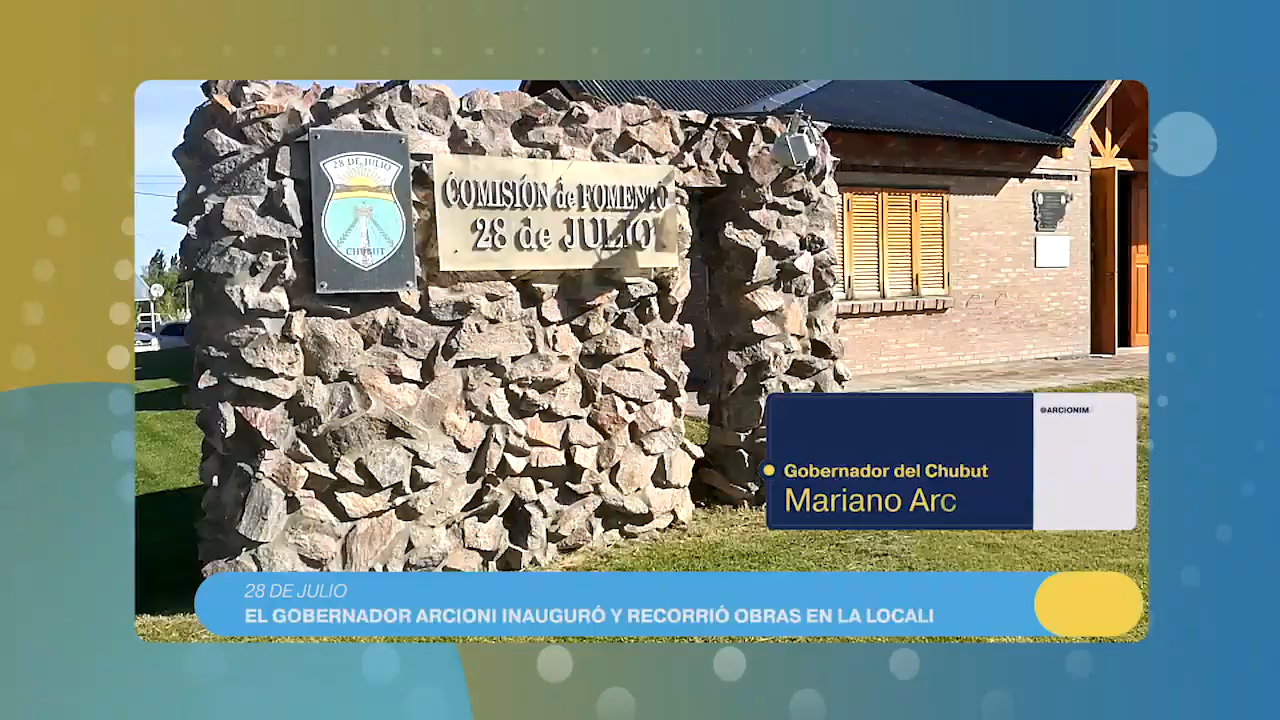 28 DE JULIO
CHUBUT
COMISIÓN de FOMENTO
28 de JULIO
@ARCIONIM
Gobernador del Chubut
Mariano Arc
28 DE JULIO
EL GOBERNADOR ARCIONI INAUGURÓ Y RECORRIÓ OBRAS EN LA LOCALI